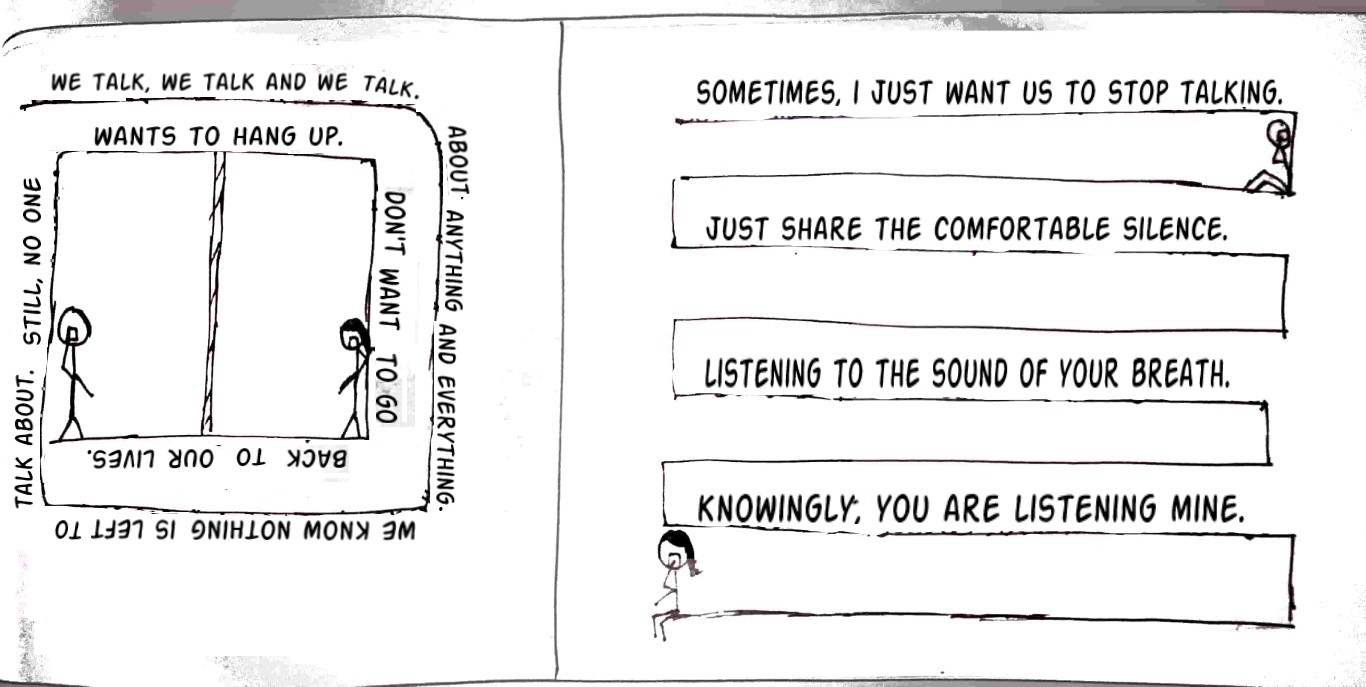 WE TALK, WE TALK AND WE TALK.
ABOUT ANYTHING AND EVERYTHING.
WE KNOW NOTHING IS LEFT TO
TALK ABOUT. STILL, NO ONE
WANTS TO HANG UP.
DON'T WANT TO GO
BACK TO OUR LIVES.
SOMETIMES, I JUST WANT US TO STOP TALKING.
JUST SHARE THE COMFORTABLE SILENCE.
LISTENING TO THE SOUND OF YOUR BREATH.
KNOWINGLY, YOU ARE LISTENING MINE.